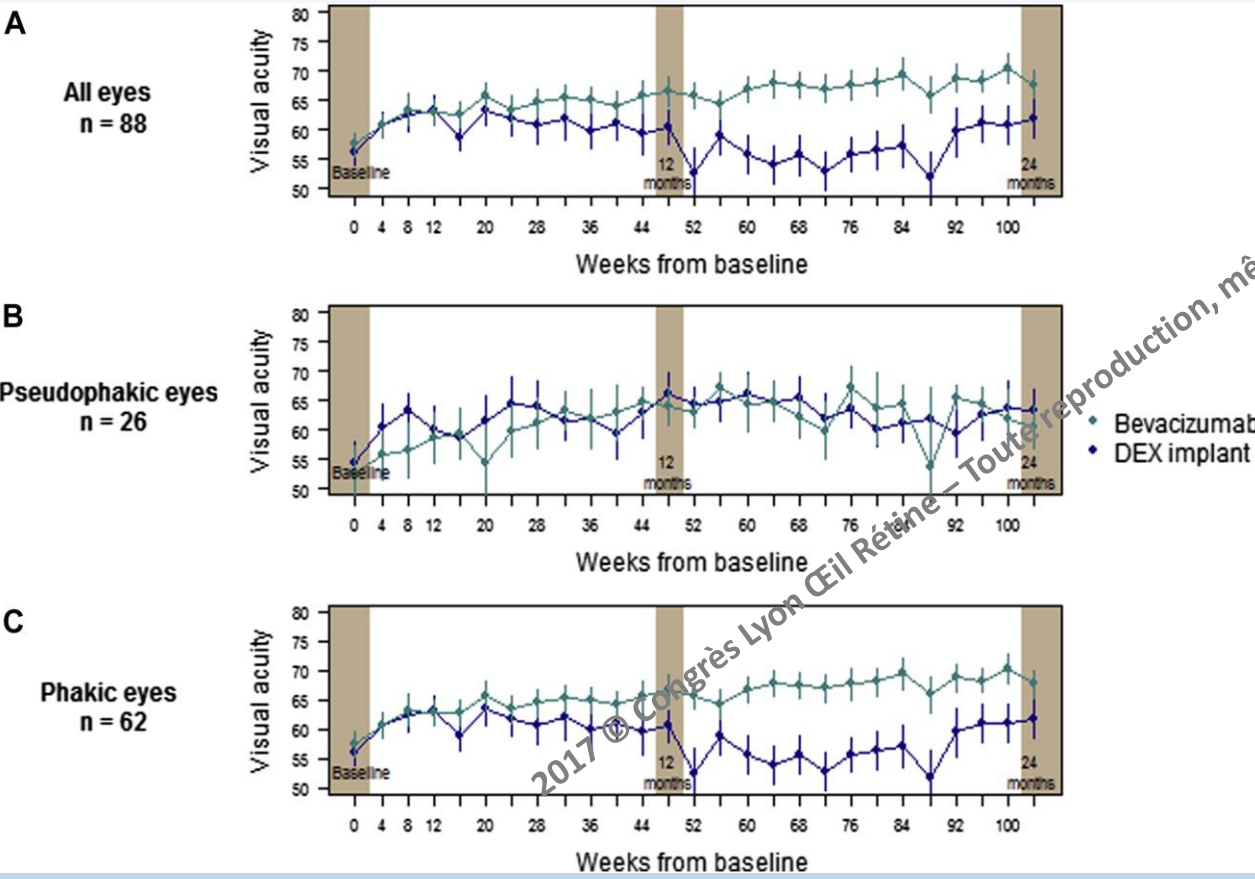 A
All eyes
n = 88
Visual acuity
80
75
70
65
60
55
50
Baseline
12
months
24
months
0 4 8 12 20 28 36 44 52 60 68 76 84 92 100
Weeks from baseline
B
Pseudophakic eyes
n = 26
Visual acuity
80
75
70
65
60
55
50
Baseline
12
months
24
months
0 4 8 12 20 28 36 44 52 60 68 76 84 92 100
Weeks from baseline
Bevacizumab
DEX implant
C
Phakic eyes
n = 62
Visual acuity
80
75
70
65
60
55
50
Baseline
12
months
24
months
0 4 8 12 20 28 36 44 52 60 68 76 84 92 100
Weeks from baseline
2017 © Congrès Lyon Œil Rétine – Toute reproduction, mê